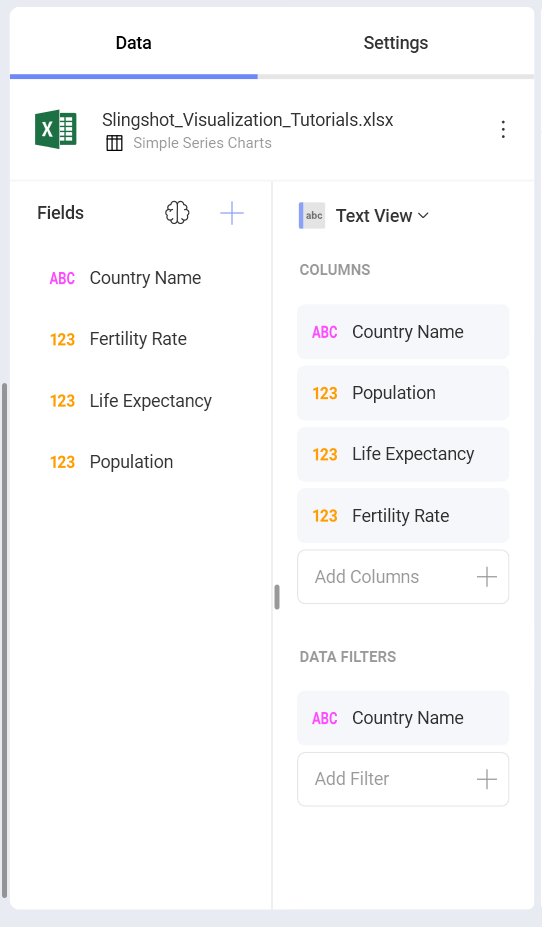 Data
Settings
Slingshot_Visualization_Tutorials.xlsx
Simple Series Charts
Fields
ABC Country Name
123 Fertility Rate
123 Life Expectancy
123 Population
abc Text View
COLUMNS
ABC Country Name
123 Population
123 Life Expectancy
123 Fertility Rate
Add Columns
DATA FILTERS
ABC Country Name
Add Filter